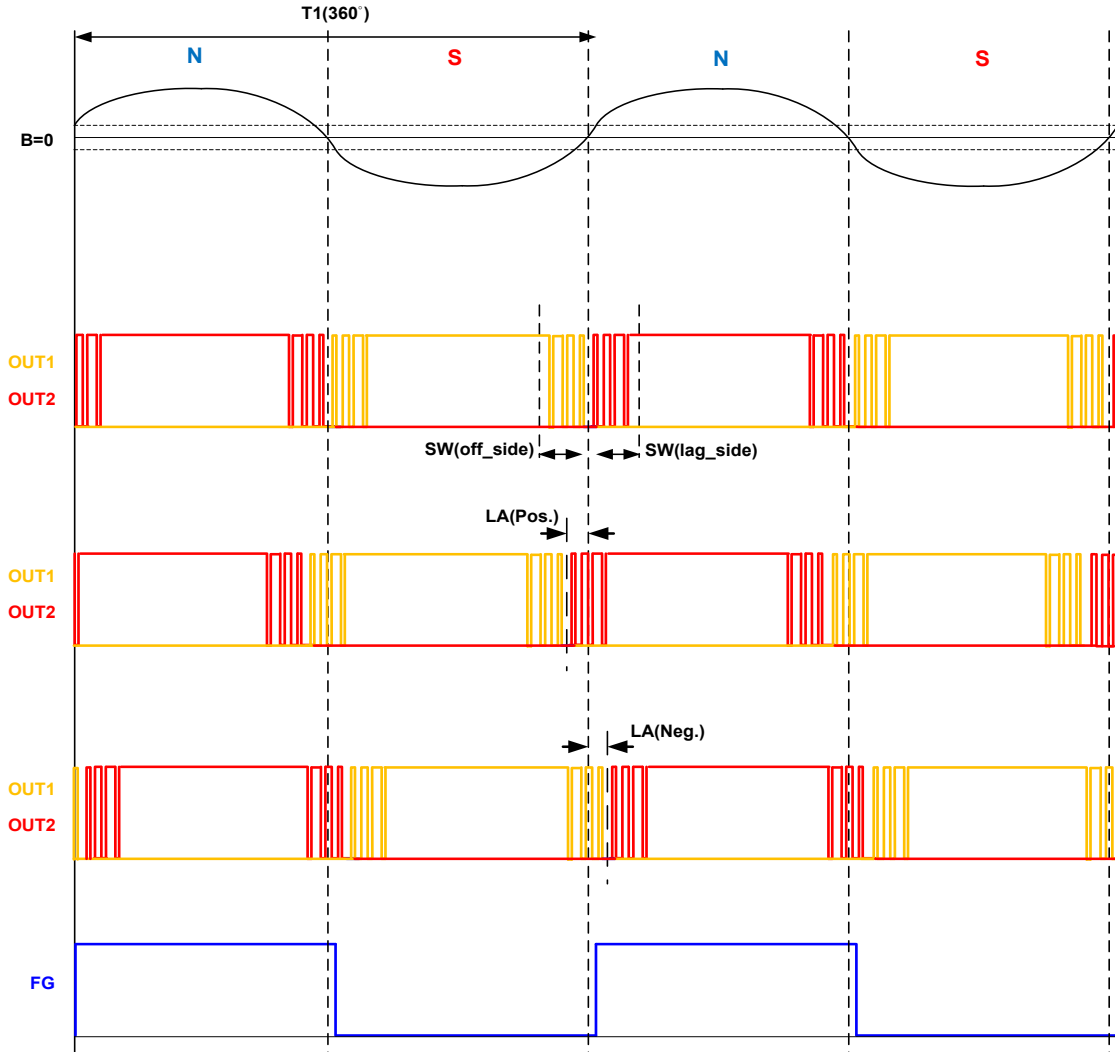 T1(360°)
N S N S
B=0
OUT1
OUT2
SW(off_side) SW(lag_side)
LA(Pos.)
OUT1
OUT2
LA(Neg.)
OUT1
OUT2
FG